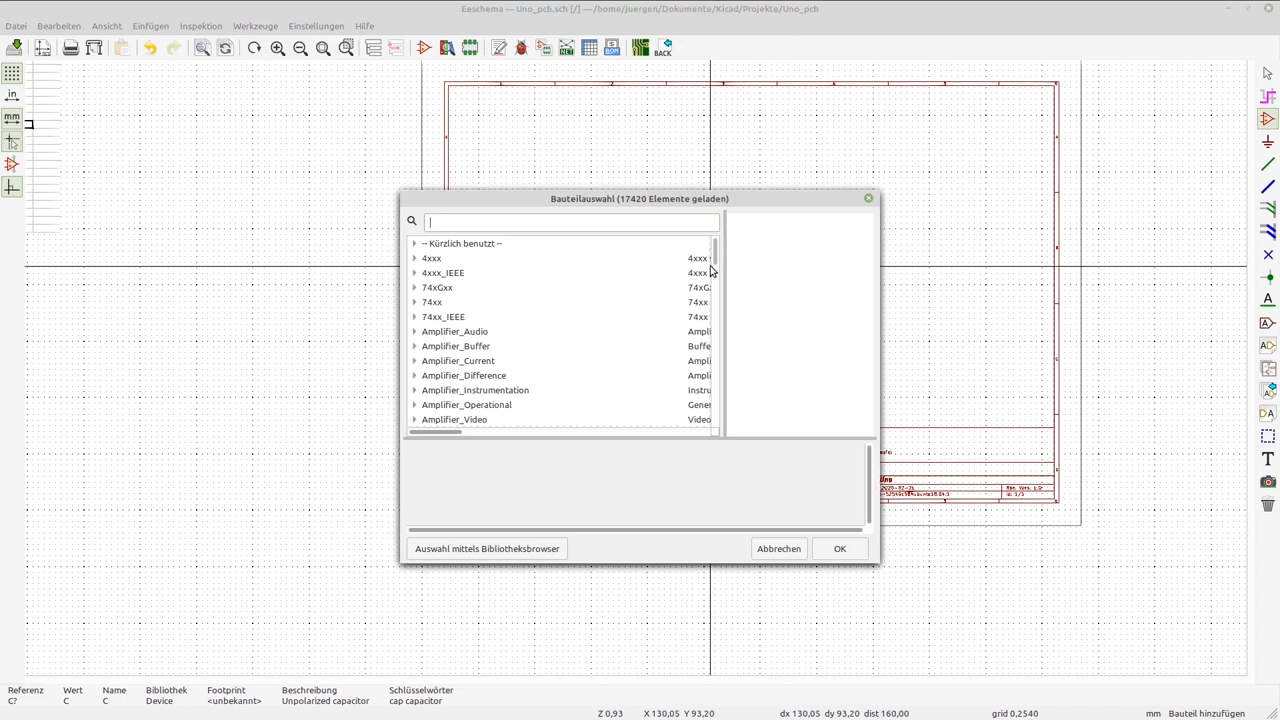 Eeschema — Uno_pcb.sch [/] —/home/juergen/Dokumente/Kicad/Projekte/Uno_pcb
Datei Bearbeiten Ansicht Einfügen Inspektion Werkzeuge Einstellungen Hilfe
BOM BACK
in
mm
Bauteilauswahl (17420 Elemente geladen)
-- Kürzlich benutzt --
4xxx 4xxx
4xxx_IEEE 4xxx
74xGxx 74xG
74xx 74xx
74xx_IEEE 74xx
Amplifier_Audio Ampli
Amplifier_Buffer Buffe
Amplifier_Current Ampli
Amplifier_Difference Ampli
Amplifier_Instrumentation Instru
Amplifier_Operational Gener
Amplifier_Video Video
Uno
Id: 1/1
Auswahl mittels Bibliotheksbrowser Abbrechen OK
Referenz Wert Name Bibliothek Footprint Beschreibung Schlüsselwörter
C? C C Device <unbekannt> Unpolarized capacitor cap capacitor
Z 0,93 X 130,05 Y 93,20 dx 130,05 dy 93,20 dist 160,00 grid 0,2540 mm Bauteil hinzufügen